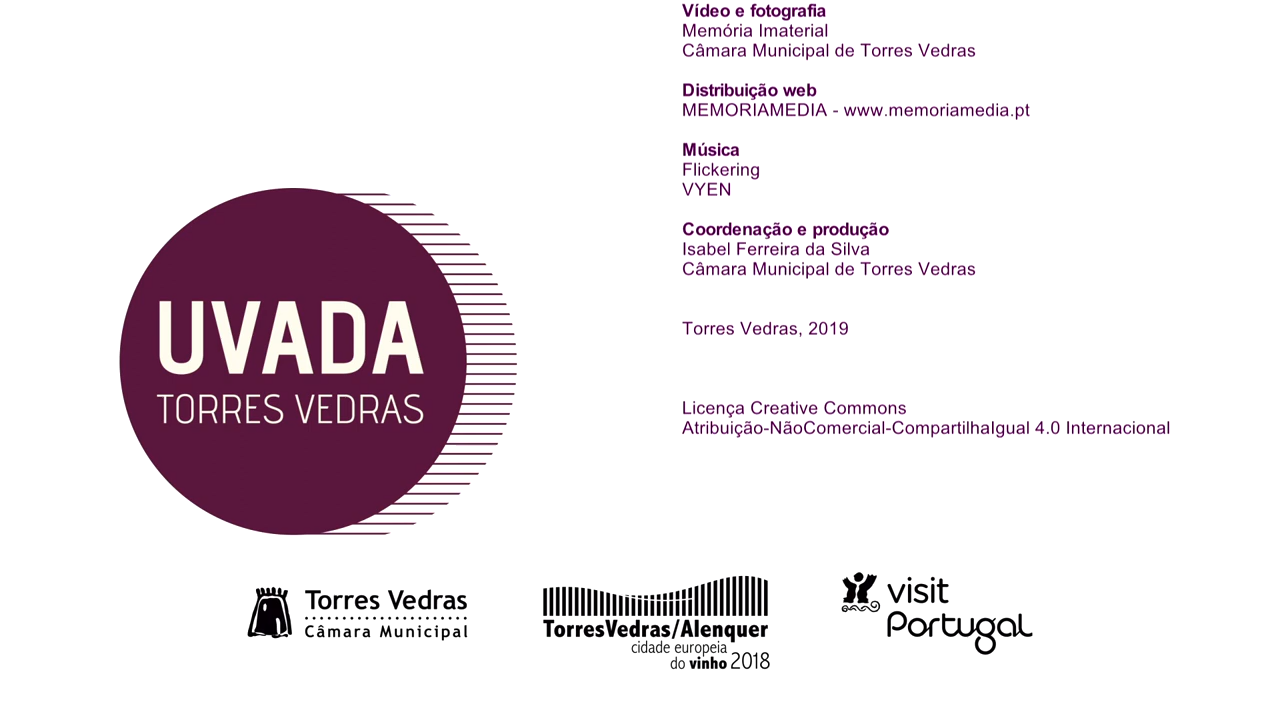 Vídeo e fotografia
Memória Imaterial
Câmara Municipal de Torres Vedras
Distribuição web
MEMORIAMEDIA - www.memoriamedia.pt
Música
Flickering
VYEN
Coordenação e produção
Isabel Ferreira da Silva
Câmara Municipal de Torres Vedras
Torres Vedras, 2019
Licença Creative Commons
Atribuição-NãoComercial-CompartilhaIgual 4.0 Internacional
UVADA
TORRES VEDRAS
Torres Vedras
Câmara Municipal
TorresVedras/Alenquer
cidade europeia
do vinho 2018
visit
Portugal